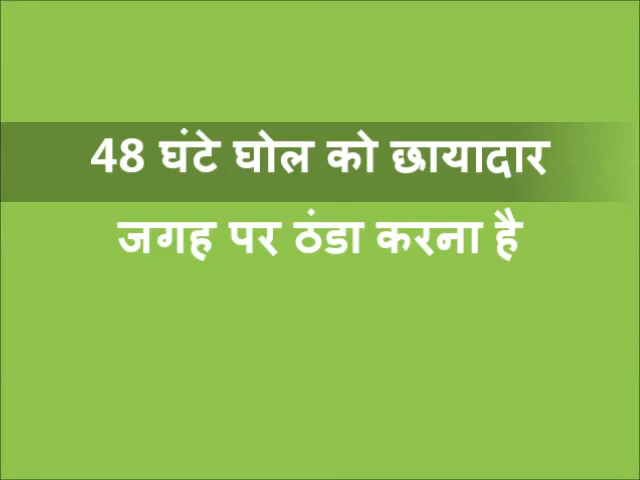 48 घंटे घोल को छायादार
जगह पर ठंडा करना है